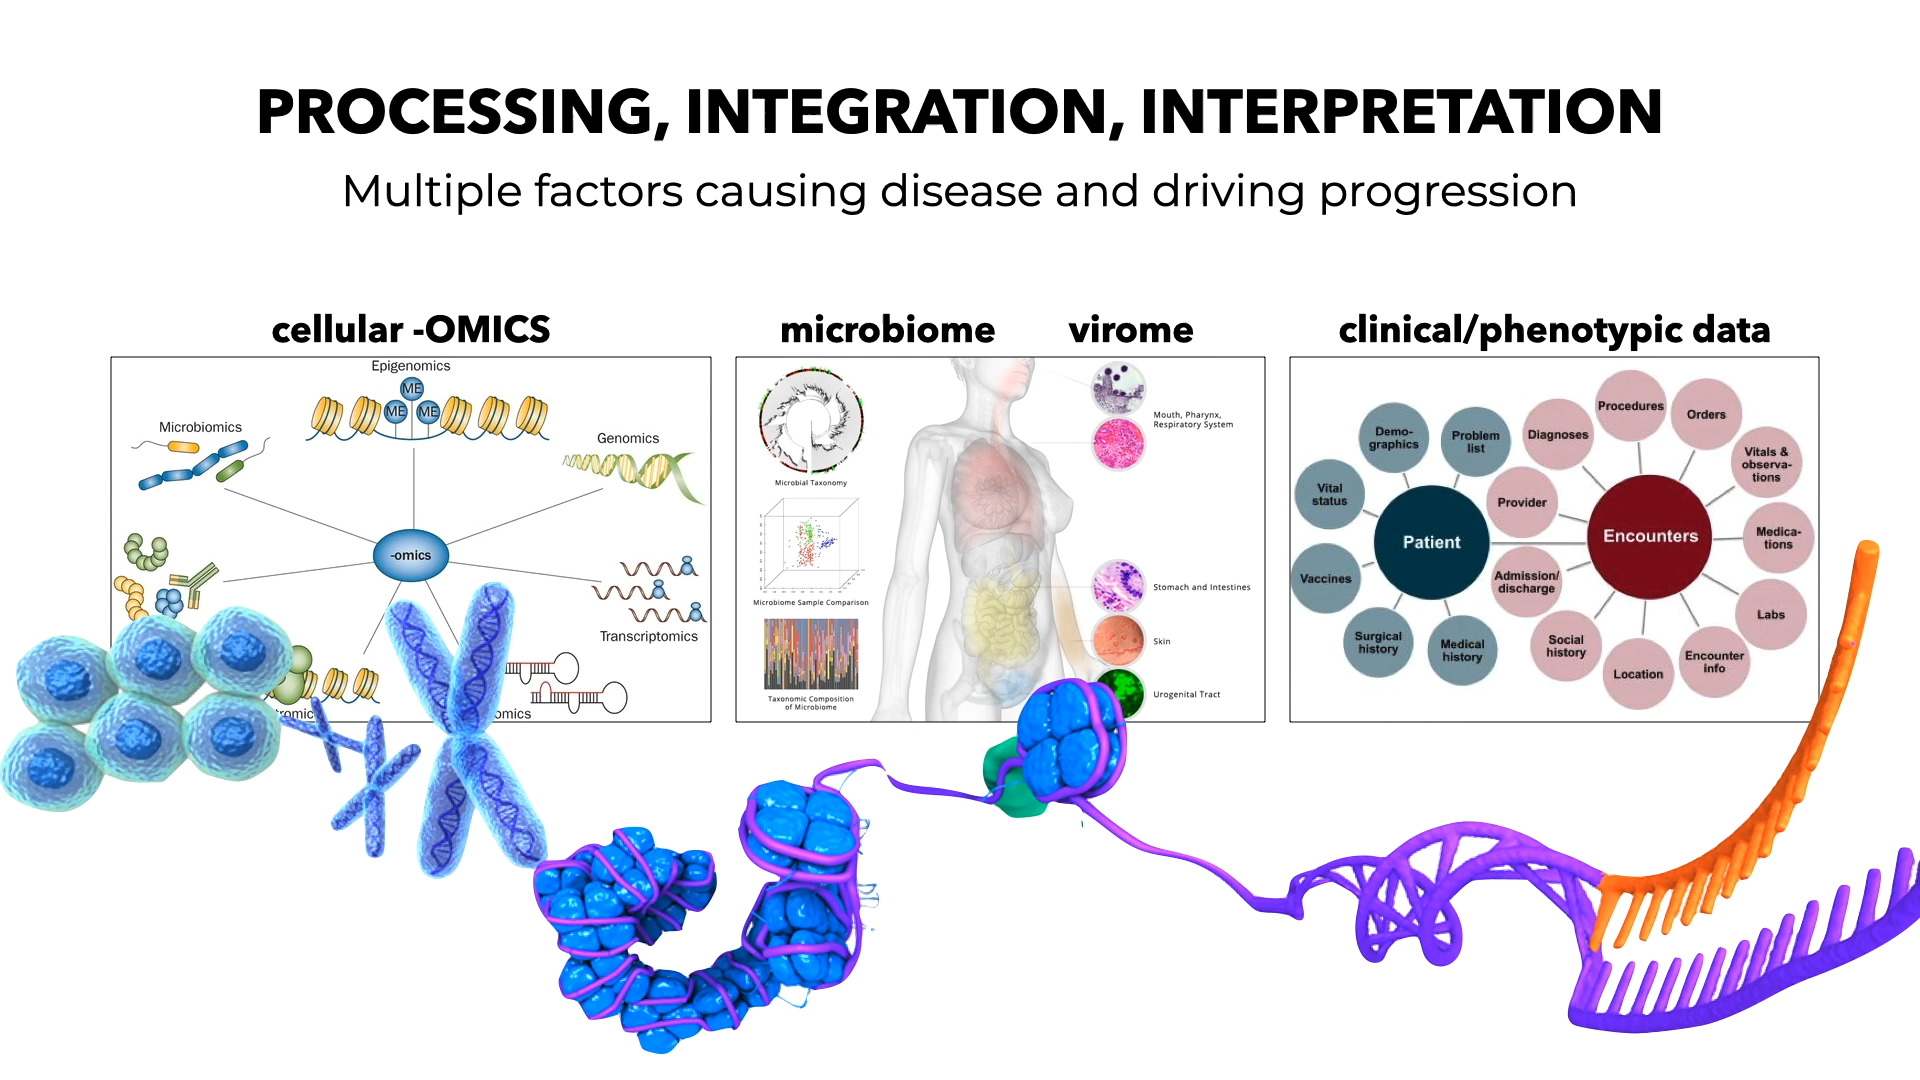 PROCESSING, INTEGRATION, INTERPRETATION
Multiple factors causing disease and driving progression
cellular -OMICS
Epigenomics
ME
ME
ME
Microbiomics
Genomics
-omics
Transcriptomics
tromic
omics
microbiome
virome
Microbial Taxonomy
Microbiome Sample Comparison
Taxonomic Composition
of Microbiome
Mouth, Pharynx,
Respiratory System
Stomach and Intestines
Skin
Urogenital Tract
clinical/phenotypic data
Patient
Demo-
graphics
Problem
list
Vital
status
Vaccines
Surgical
history
Medical
history
Encounters
Procedures
Orders
Diagnoses
Vitals &
observa-
tions
Provider
Medica-
tions
Admission/
discharge
Labs
Social
history
Encounter
info
Location